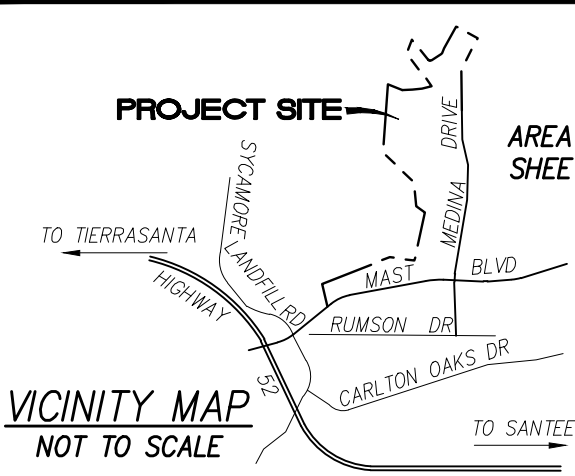 PROJECT SITE
AREA
SHEE
DRIVE
MEDINA
SYCAMORE LANDFILL RD
TO TIERRASANTA
HIGHWAY
52
MAST BLVD
RUMSON DR
CARLTON OAKS DR
VICINITY MAP
NOT TO SCALE
TO SANTEE